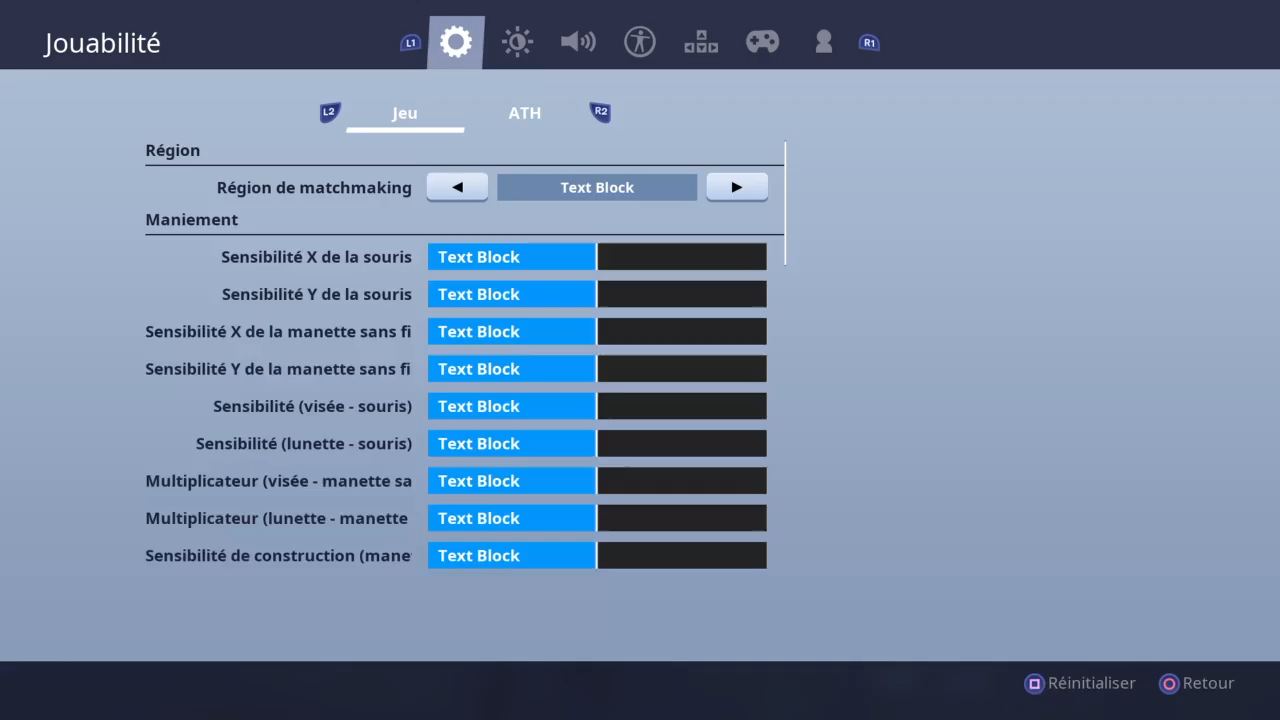 Jouabilité
L1
R1
L2
Jeu
ATH
R2
Région
Région de matchmaking
Text Block
Maniement
Sensibilité X de la souris
Text Block
Sensibilité Y de la souris
Text Block
Sensibilité X de la manette sans fi
Text Block
Sensibilité Y de la manette sans fi
Text Block
Sensibilité (visée - souris)
Text Block
Sensibilité (lunette - souris)
Text Block
Multiplicateur (visée - manette sa
Text Block
Multiplicateur (lunette - manette
Text Block
Sensibilité de construction (mane
Text Block
Réinitialiser
Retour